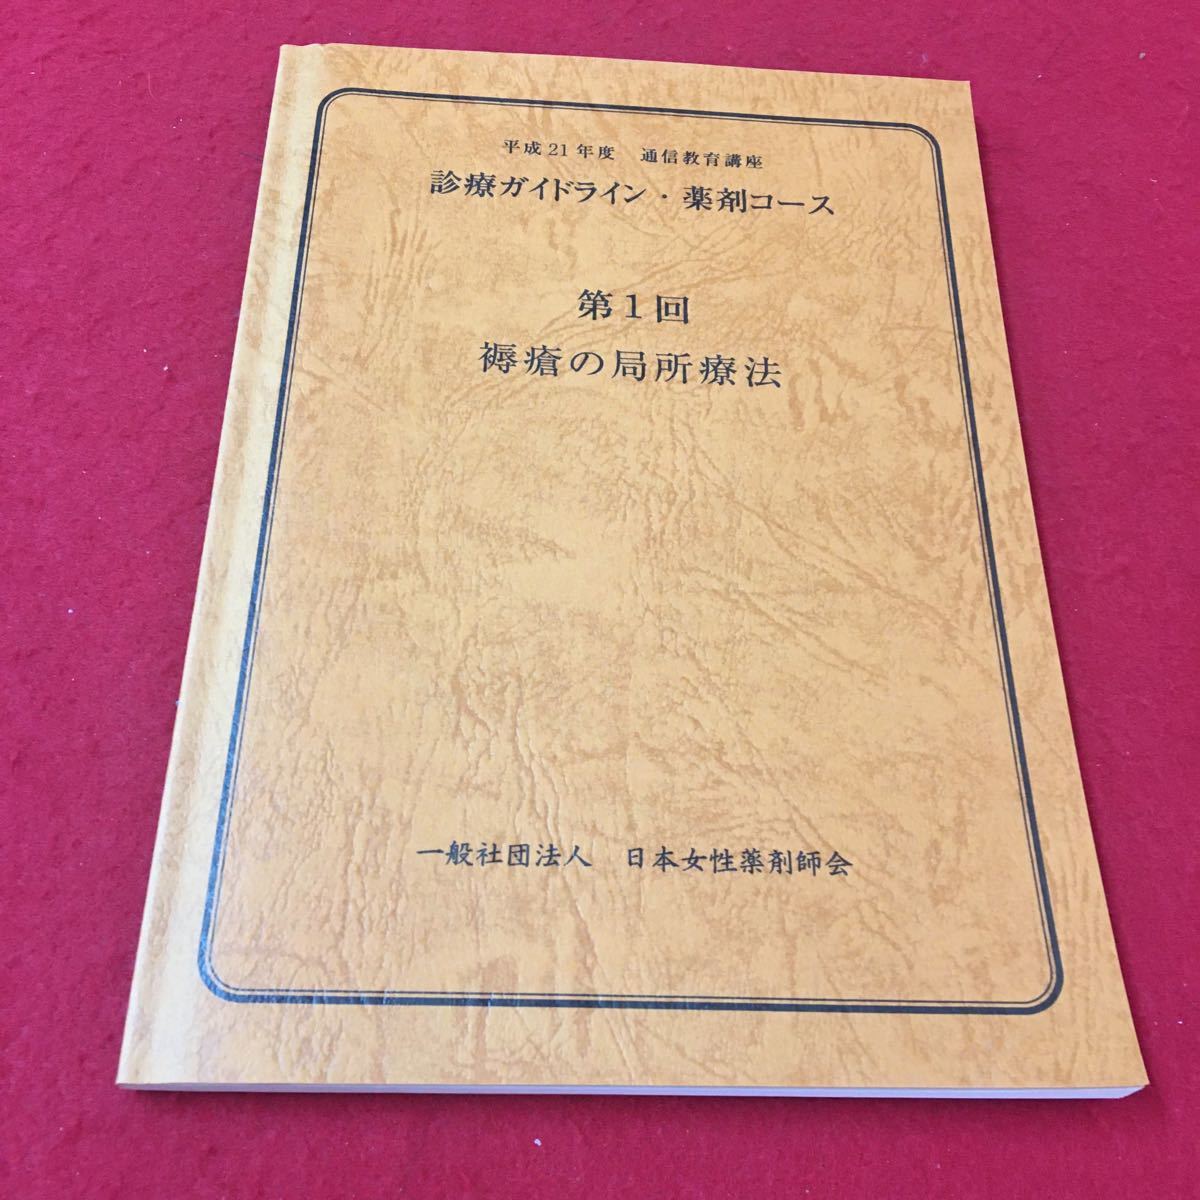 平成21年度　通信教育講座
診療ガイドライン・薬剤コース
第1回
褥瘡の局所療法
一般社団法人　日本女性薬剤師会